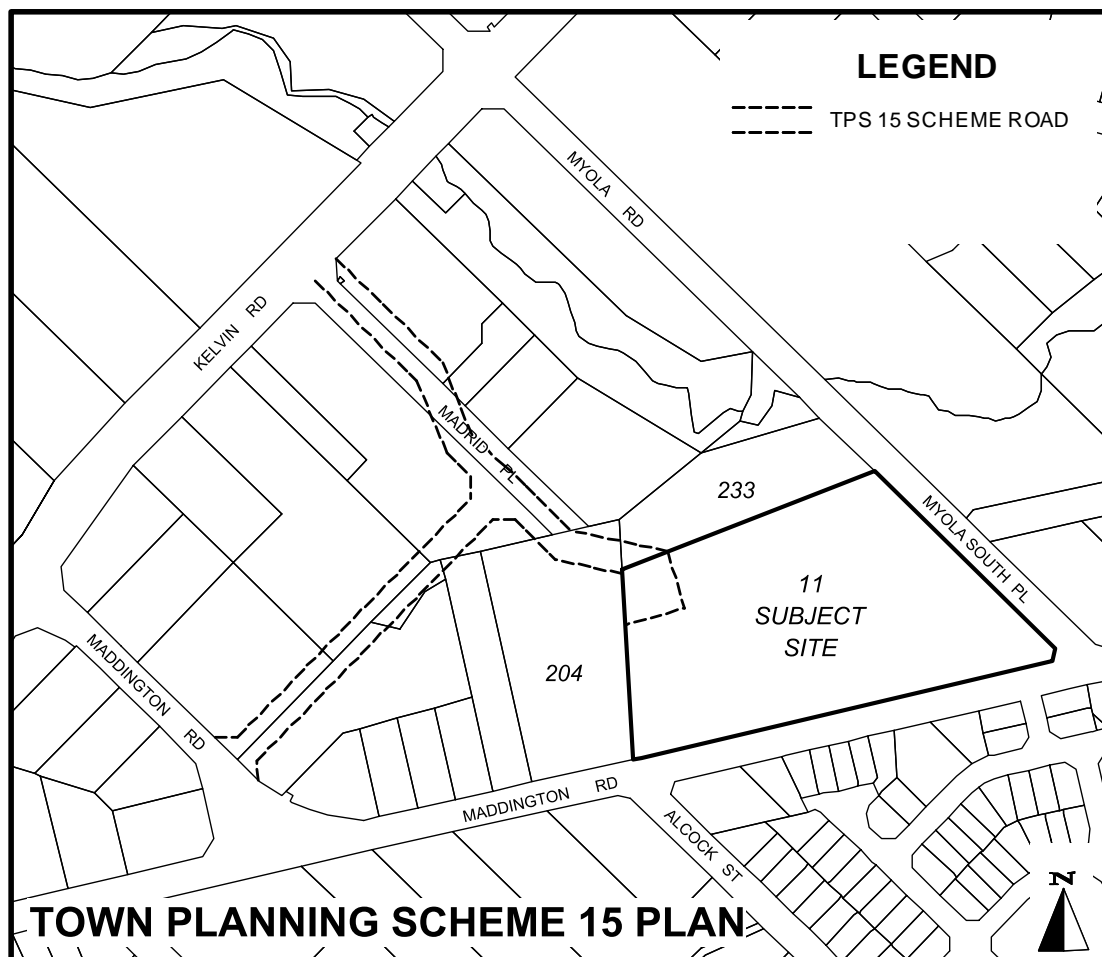 LEGEND
TPS 15 SCHEME ROAD
MYOLA RD
KELVIN RD
MADRID PL
233
MYOLA SOUTH PL
11
SUBJECT
SITE
MADDINGTON RD
204
MADDINGTON RD
ALCOCK ST
N
TOWN PLANNING SCHEME 15 PLAN